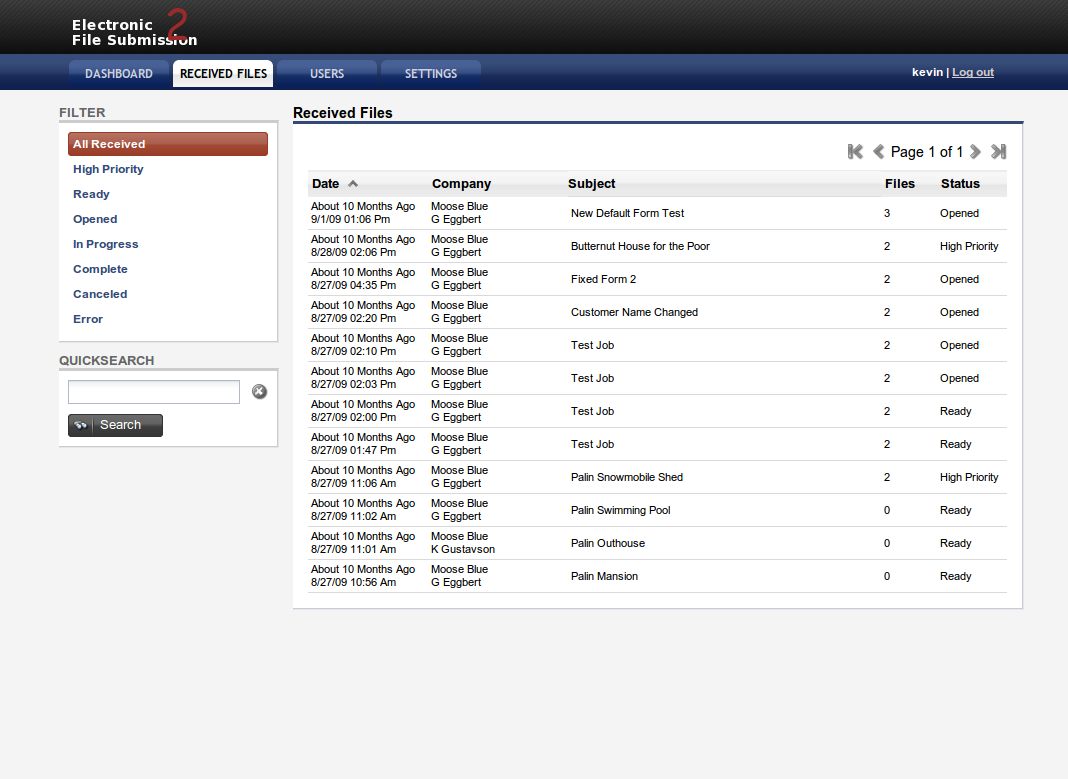 Electronic 2
File Submission
DASHBOARD RECEIVED FILES USERS SETTINGS kevin | Log out
FILTER
All Received
High Priority
Ready
Opened
In Progress
Complete
Canceled
Error
QUICKSEARCH
Search
Received Files
Page 1 of 1
Date Company Subject Files Status
About 10 Months Ago Moose Blue
9/1/09 01:06 Pm G Eggbert New Default Form Test 3 Opened
About 10 Months Ago Moose Blue
8/28/09 02:06 Pm G Eggbert Butternut House for the Poor 2 High Priority
About 10 Months Ago Moose Blue
8/27/09 04:35 Pm G Eggbert Fixed Form 2 2 Opened
About 10 Months Ago Moose Blue
8/27/09 02:20 Pm G Eggbert Customer Name Changed 2 Opened
About 10 Months Ago Moose Blue
8/27/09 02:10 Pm G Eggbert Test Job 2 Opened
About 10 Months Ago Moose Blue
8/27/09 02:03 Pm G Eggbert Test Job 2 Opened
About 10 Months Ago Moose Blue
8/27/09 02:00 Pm G Eggbert Test Job 2 Ready
About 10 Months Ago Moose Blue
8/27/09 01:47 Pm G Eggbert Test Job 2 Ready
About 10 Months Ago Moose Blue
8/27/09 11:06 Am G Eggbert Palin Snowmobile Shed 2 High Priority
About 10 Months Ago Moose Blue
8/27/09 11:02 Am G Eggbert Palin Swimming Pool 0 Ready
About 10 Months Ago Moose Blue
8/27/09 11:01 Am K Gustavson Palin Outhouse 0 Ready
About 10 Months Ago Moose Blue
8/27/09 10:56 Am G Eggbert Palin Mansion 0 Ready